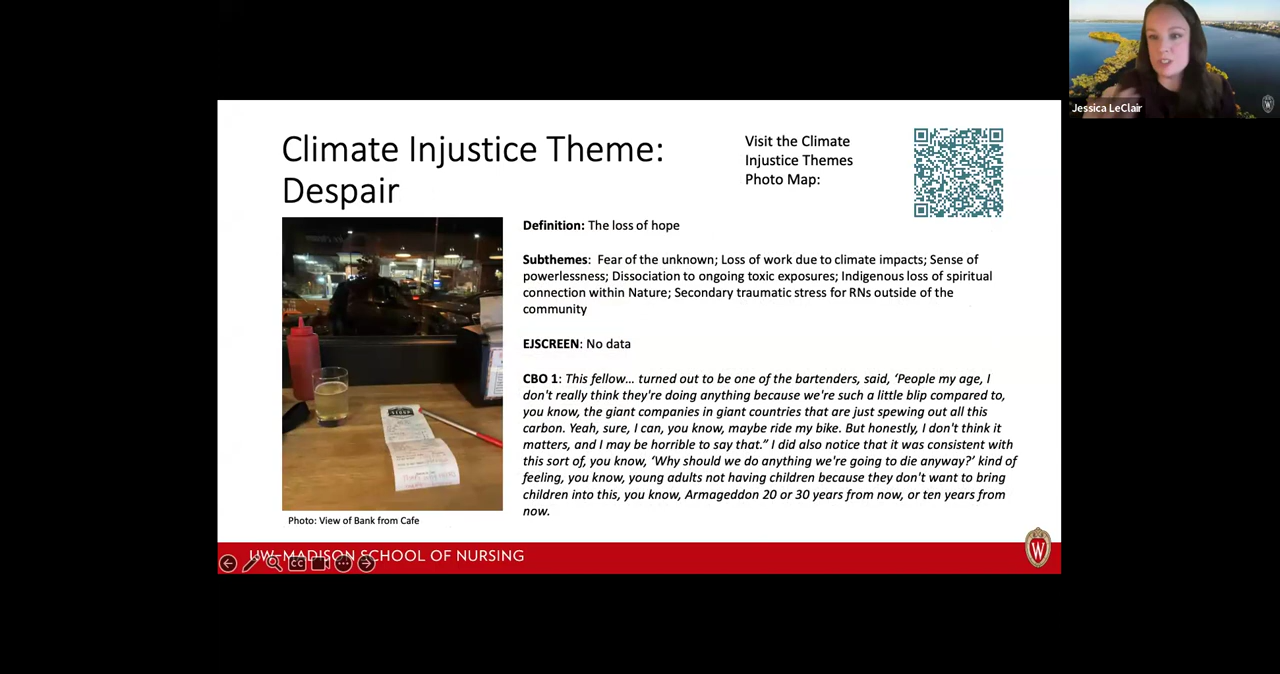 Jessica LeClair
Climate Injustice Theme:
Despair
Visit the Climate
Injustice Themes
Photo Map:
Definition: The loss of hope
Subthemes: Fear of the unknown; Loss of work due to climate impacts; Sense of
powerlessness; Dissociation to ongoing toxic exposures; Indigenous loss of spiritual
connection within Nature; Secondary traumatic stress for RNs outside of the
community
EJSCREEN: No data
CBO 1: This fellow… turned out to be one of the bartenders, said, ‘People my age, I
don't really think they're doing anything because we're such a little blip compared to,
you know, the giant companies in giant countries that are just spewing out all this
carbon. Yeah, sure, I can, you know, maybe ride my bike. But honestly, I don't think it
matters, and I may be horrible to say that.” I did also notice that it was consistent with
this sort of, you know, ‘Why should we do anything we're going to die anyway?’ kind of
feeling, you know, young adults not having children because they don't want to bring
children into this, you know, Armageddon 20 or 30 years from now, or ten years from
now.
Photo: View of Bank from Cafe
UW–MADISON SCHOOL OF NURSING
CC
W
W